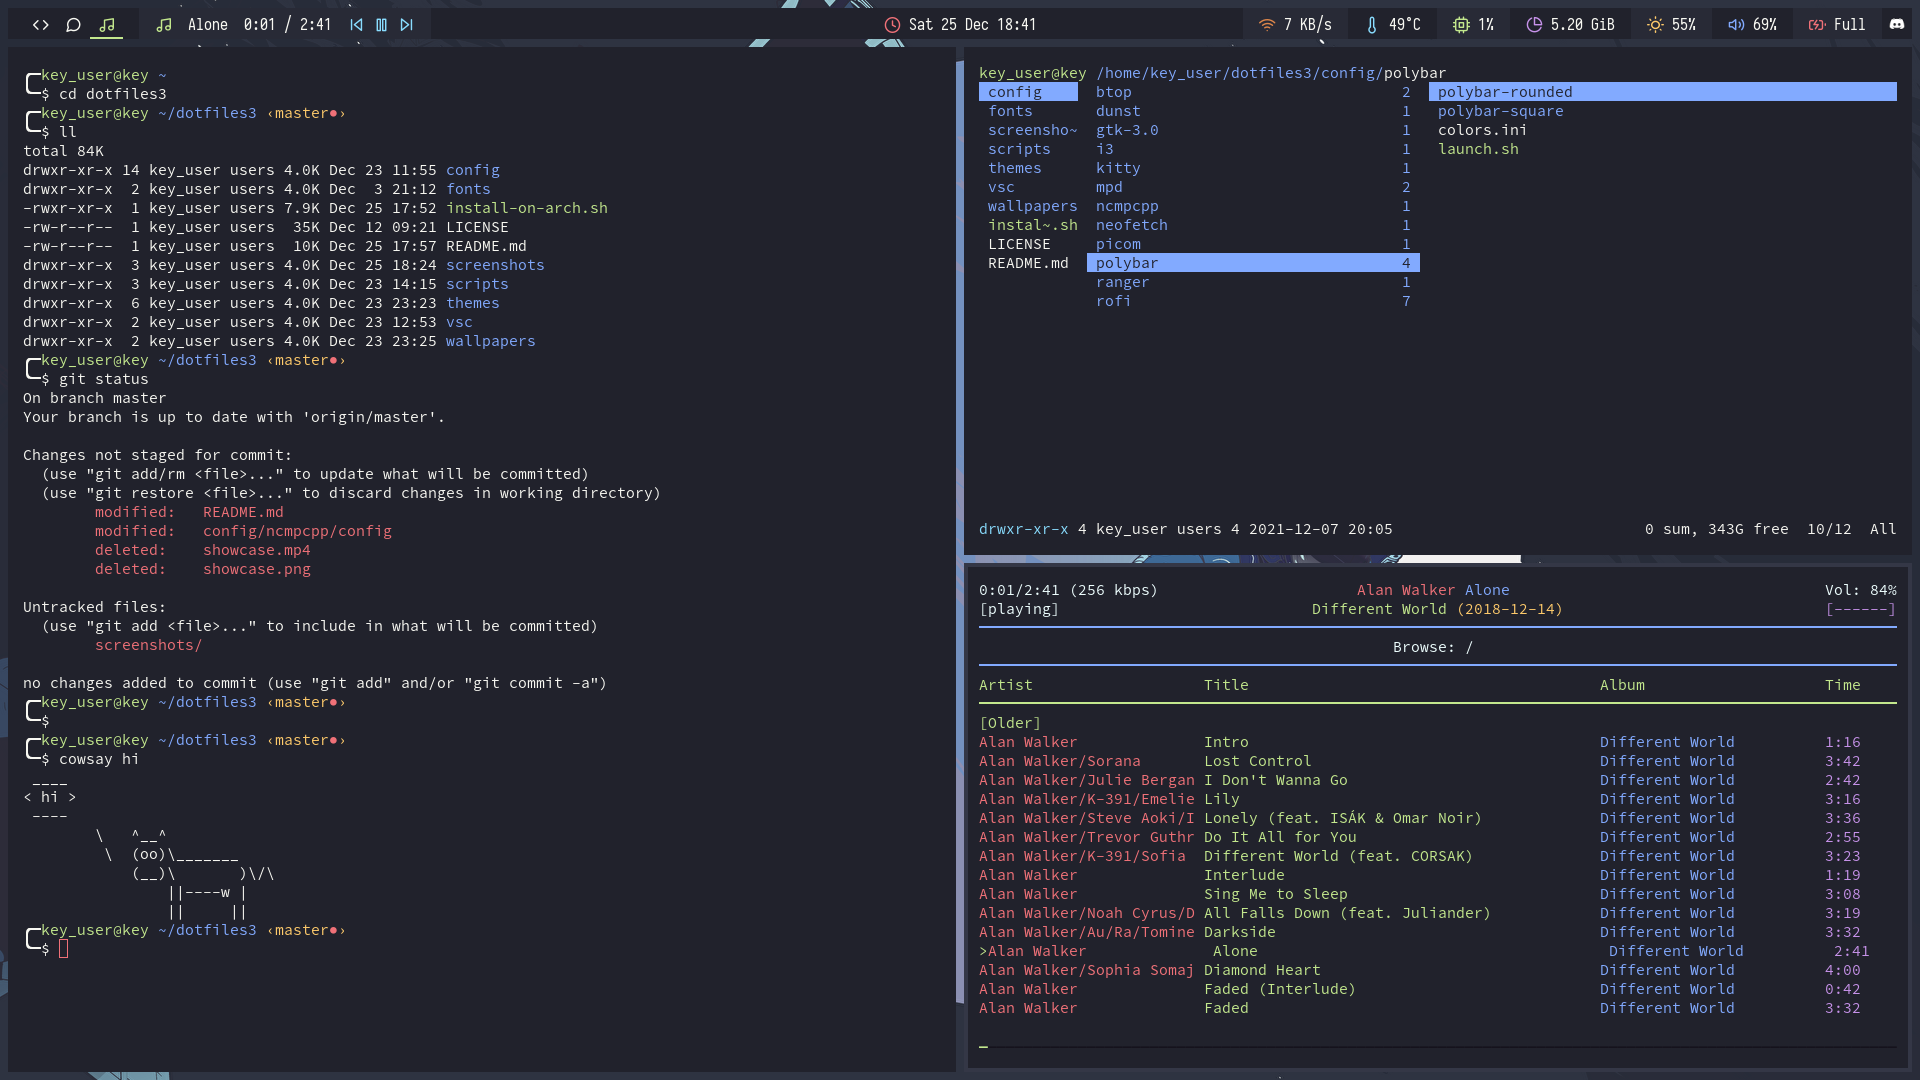 Alone 0:01 / 2:41
Sat 25 Dec 18:41
7 KB/s 49°C 1% 5.20 GiB 55% 69% Full
key_user@key ~
$ cd dotfiles3
key_user@key ~/dotfiles3 ‹master●›
$ ll
total 84K
drwxr-xr-x 14 key_user users 4.0K Dec 23 11:55 config
drwxr-xr-x  2 key_user users 4.0K Dec  3 21:12 fonts
-rwxr-xr-x  1 key_user users 7.9K Dec 25 17:52 install-on-arch.sh
-rw-r--r--  1 key_user users  35K Dec 12 09:21 LICENSE
-rw-r--r--  1 key_user users  10K Dec 25 17:57 README.md
drwxr-xr-x  3 key_user users 4.0K Dec 25 18:24 screenshots
drwxr-xr-x  3 key_user users 4.0K Dec 23 14:15 scripts
drwxr-xr-x  6 key_user users 4.0K Dec 23 23:23 themes
drwxr-xr-x  2 key_user users 4.0K Dec 23 12:53 vsc
drwxr-xr-x  2 key_user users 4.0K Dec 23 23:25 wallpapers
key_user@key ~/dotfiles3 ‹master●›
$ git status
On branch master
Your branch is up to date with 'origin/master'.
Changes not staged for commit:
  (use "git add/rm <file>..." to update what will be committed)
  (use "git restore <file>..." to discard changes in working directory)
        modified:   README.md
        modified:   config/ncmpcpp/config
        deleted:    showcase.mp4
        deleted:    showcase.png
Untracked files:
  (use "git add <file>..." to include in what will be committed)
        screenshots/
no changes added to commit (use "git add" and/or "git commit -a")
key_user@key ~/dotfiles3 ‹master●›
$
key_user@key ~/dotfiles3 ‹master●›
$ cowsay hi
 ____
< hi >
 ----
        \   ^__^
         \  (oo)\_______
            (__)\       )\/\
                ||----w |
                ||     ||
key_user@key ~/dotfiles3 ‹master●›
$
key_user@key /home/key_user/dotfiles3/config/polybar
config btop 2 polybar-rounded
fonts dunst 1 polybar-square
screensho~ gtk-3.0 1 colors.ini
scripts i3 1 launch.sh
themes kitty 1
vsc mpd 2
wallpapers ncmpcpp 1
instal~.sh neofetch 1
LICENSE picom 1
README.md polybar 4
ranger 1
rofi 7
drwxr-xr-x 4 key_user users 4 2021-12-07 20:05 0 sum, 343G free 10/12 All
0:01/2:41 (256 kbps) Alan Walker Alone Vol: 84%
[playing] Different World (2018-12-14) [------]
Browse: /
Artist Title Album Time
[Older]
Alan Walker Intro Different World 1:16
Alan Walker/Sorana Lost Control Different World 3:42
Alan Walker/Julie Bergan I Don't Wanna Go Different World 2:42
Alan Walker/K-391/Emelie Lily Different World 3:16
Alan Walker/Steve Aoki/I Lonely (feat. ISÁK & Omar Noir) Different World 3:36
Alan Walker/Trevor Guthr Do It All for You Different World 2:55
Alan Walker/K-391/Sofia Different World (feat. CORSAK) Different World 3:23
Alan Walker Interlude Different World 1:19
Alan Walker Sing Me to Sleep Different World 3:08
Alan Walker/Noah Cyrus/D All Falls Down (feat. Juliander) Different World 3:19
Alan Walker/Au/Ra/Tomine Darkside Different World 3:32
>Alan Walker Alone Different World 2:41
Alan Walker/Sophia Somaj Diamond Heart Different World 4:00
Alan Walker Faded (Interlude) Different World 0:42
Alan Walker Faded Different World 3:32